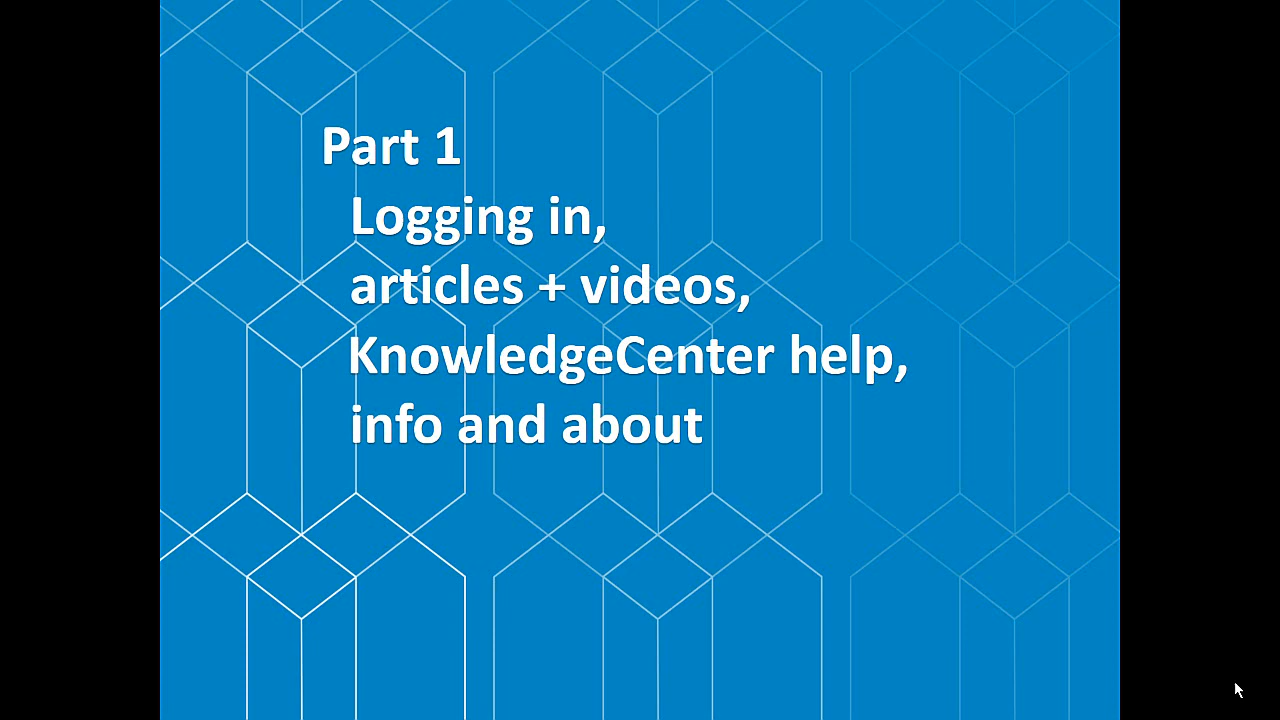 Part 1
Logging in,
articles + videos,
KnowledgeCenter help,
info and about